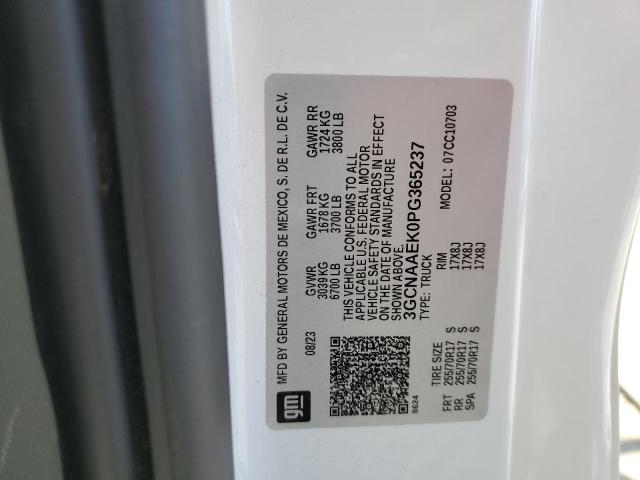 gm
MFD BY GENERAL MOTORS DE MEXICO, S. DE R.L. DE C.V.
08/23 GVWR GAWR FRT GAWR RR
3039 KG 1678 KG 1724 KG
6700 LB 3700 LB 3800 LB
THIS VEHICLE CONFORMS TO ALL
APPLICABLE U.S. FEDERAL MOTOR
VEHICLE SAFETY STANDARDS IN EFFECT
ON THE DATE OF MANUFACTURE
SHOWN ABOVE.
3GCNAAEK0PG365237
8624 TYPE: TRUCK MODEL: 07CC10703
TIRE SIZE RIM
FRT 255/70R17 S 17X8J
RR 255/70R17 S 17X8J
SPA 255/70R17 S 17X8J